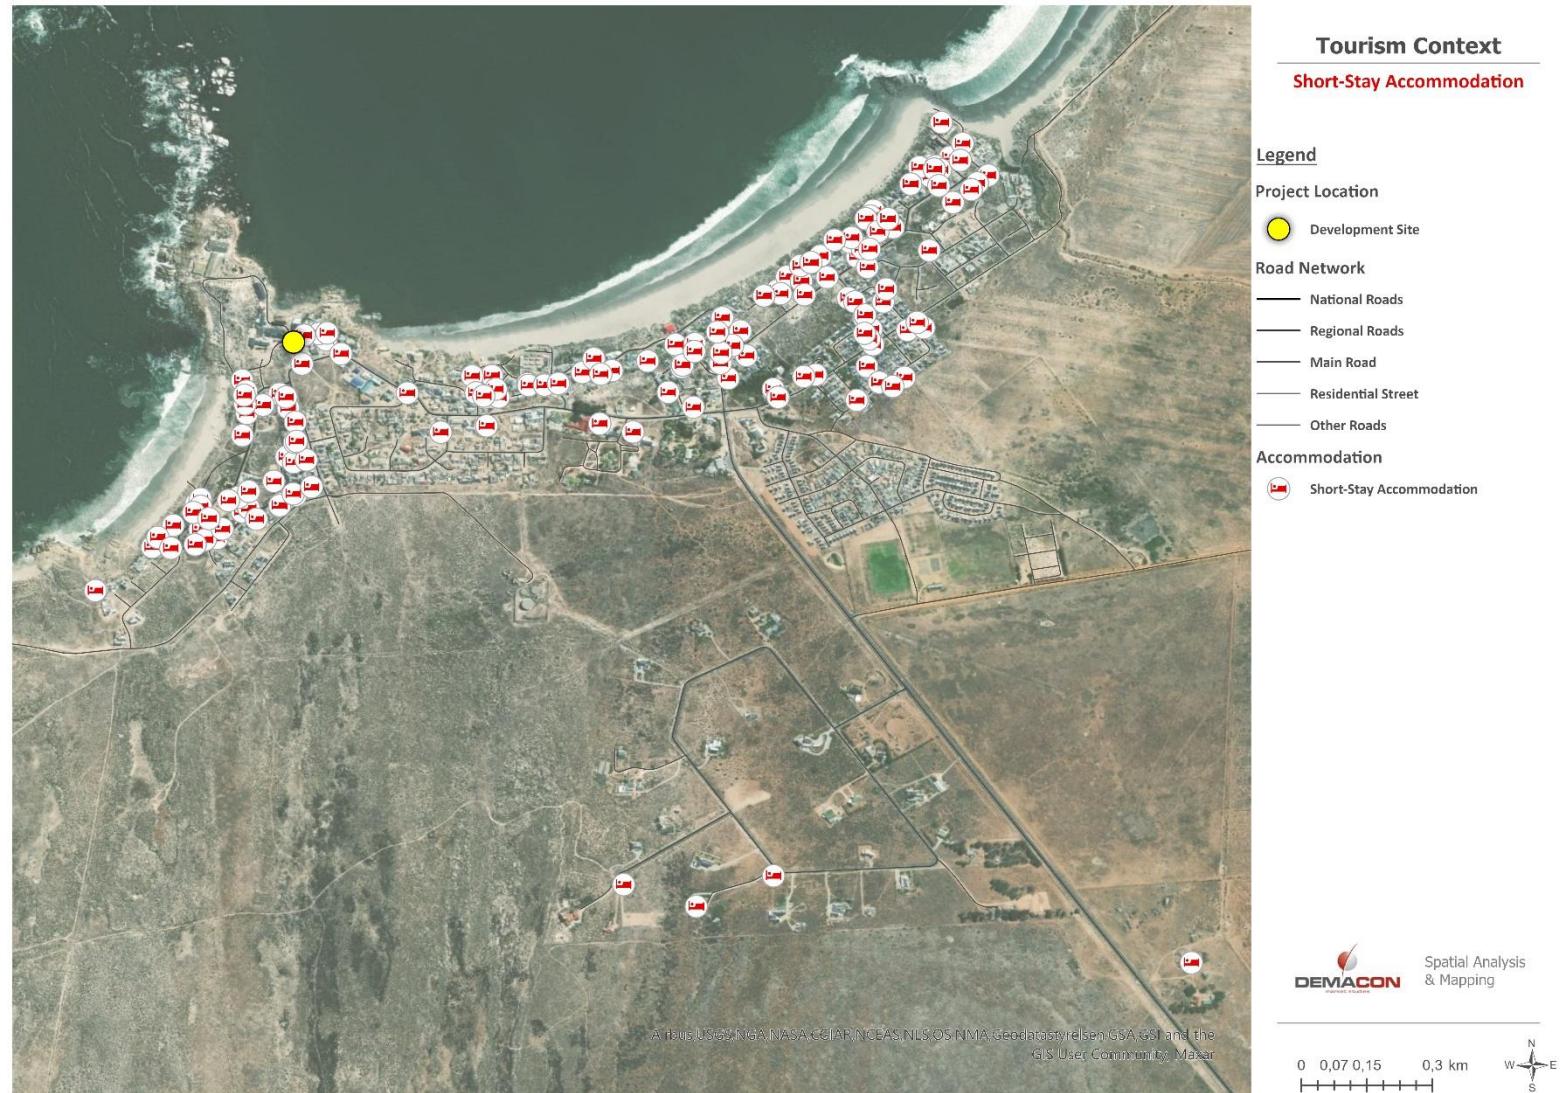 Tourism Context
Short-Stay Accommodation
Legend
Project Location
Development Site
Road Network
National Roads
Regional Roads
Main Road
Residential Street
Other Roads
Accommodation
Short-Stay Accommodation
DEMACON
market studies
Spatial Analysis
& Mapping
Airbus,USGS,NGA,NASA,CGIAR,NCEAS,NLS,OS,NMA,Geodatastyrelsen,GSA,GSI and the
GIS User Community, Maxar
0 0,07 0,15 0,3 km
N
W E
S